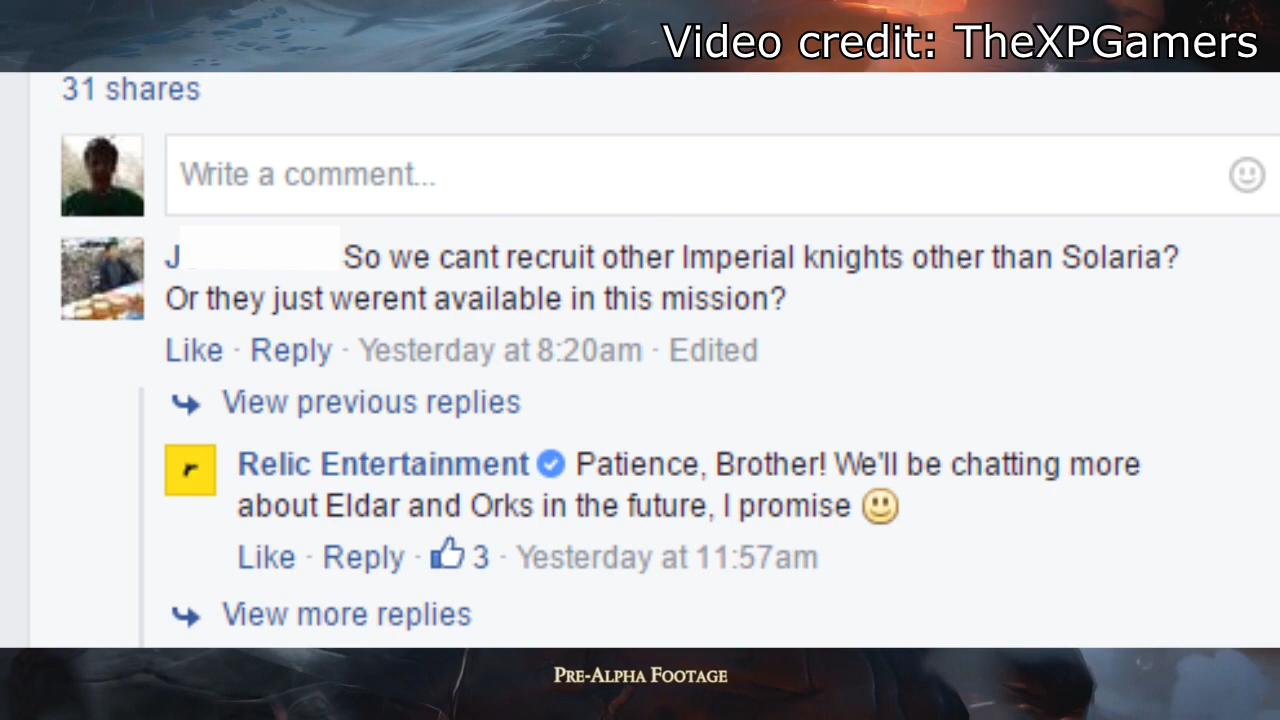 Video credit: TheXPGamers
31 shares
Write a comment...
J So we cant recruit other Imperial knights other than Solaria?
Or they just werent available in this mission?
Like · Reply · Yesterday at 8:20am · Edited
View previous replies
Relic Entertainment Patience, Brother! We'll be chatting more
about Eldar and Orks in the future, I promise
Like · Reply · 3 · Yesterday at 11:57am
View more replies
Pre-Alpha Footage